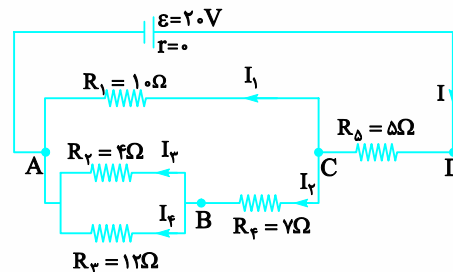 ε=۲۰V
r=۰
R۱ = ۱۰Ω
I۱
I
R۵ = ۵Ω
A
R۲ = ۴Ω
I۳
C
I۲
I۴
B
R۴ = ۷Ω
R۳ = ۱۲Ω